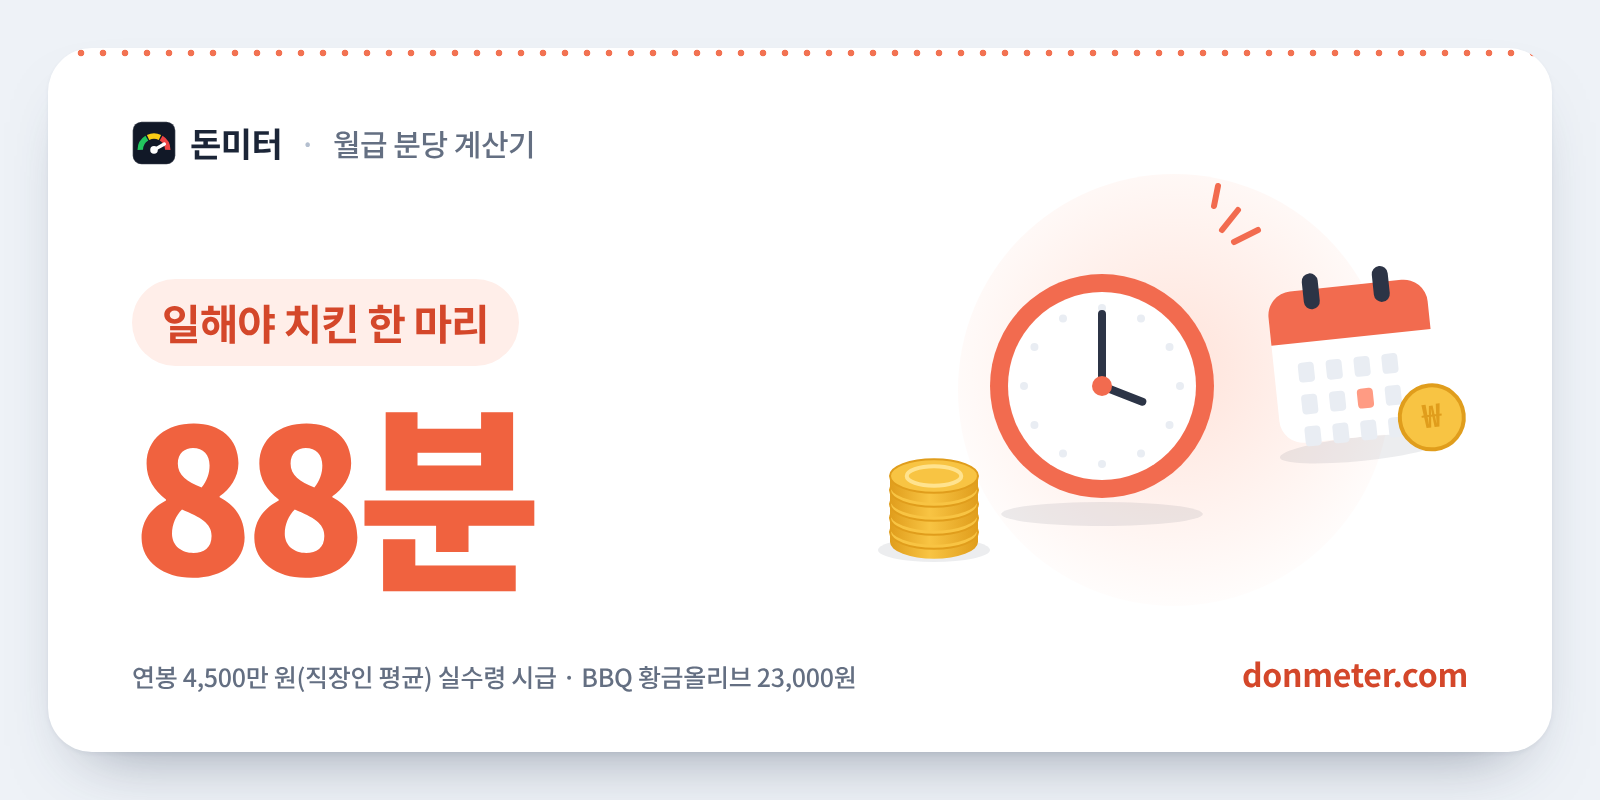 돈미터 · 월급 분당 계산기
일해야 치킨 한 마리
88분
₩
연봉 4,500만 원(직장인 평균) 실수령 시급 · BBQ 황금올리브 23,000원
donmeter.com